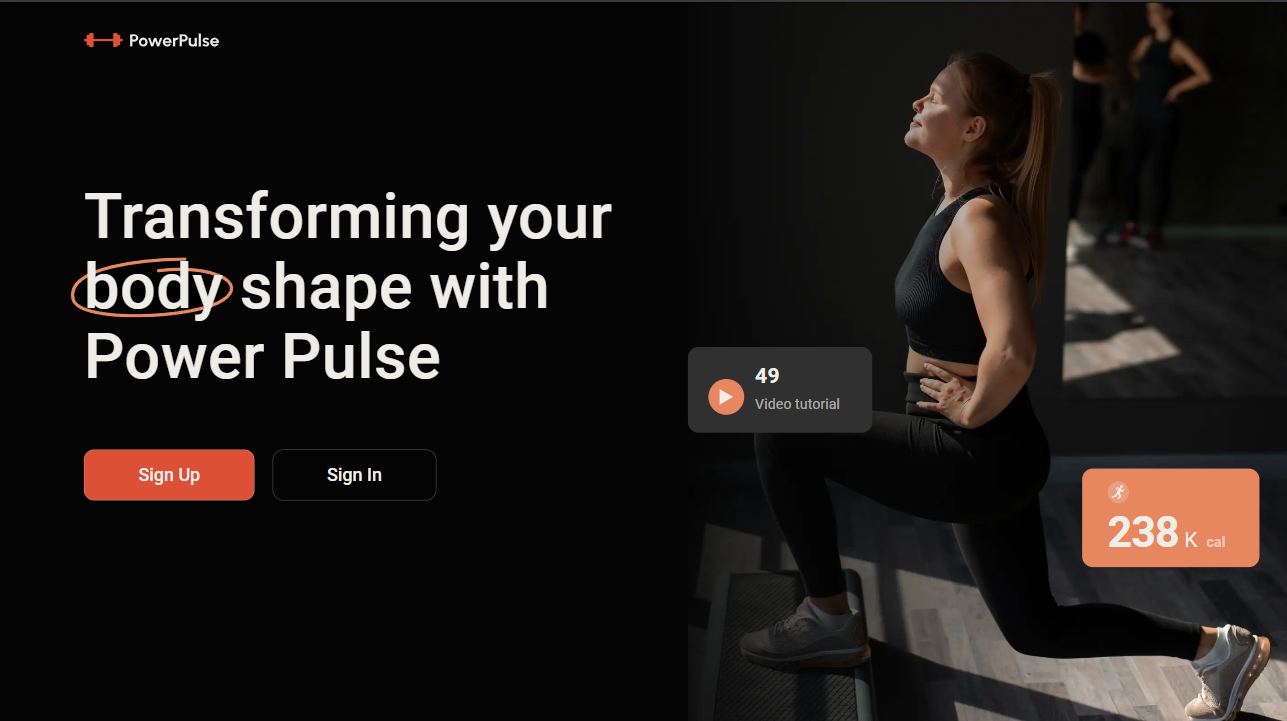 PowerPulse
Transforming your
body shape with
Power Pulse
Sign Up
Sign In
49
Video tutorial
238 K cal